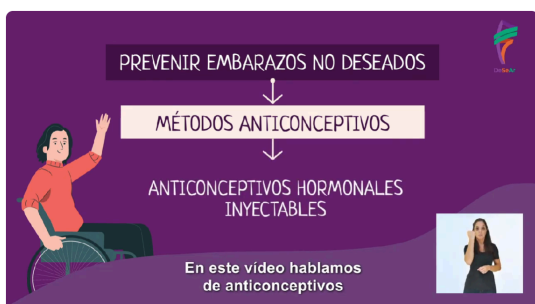 PREVENIR EMBARAZOS NO DESEADOS
MÉTODOS ANTICONCEPTIVOS
ANTICONCEPTIVOS HORMONALES
INYECTABLES
En este vídeo hablamos
de anticonceptivos